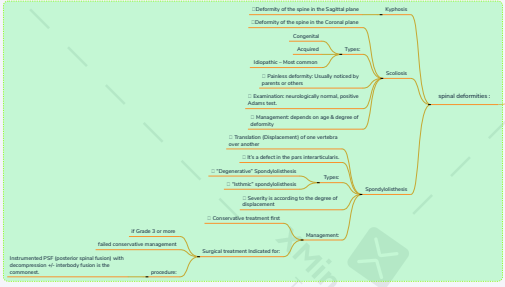 spinal deformities :
Kyphosis
Deformity of the spine in the Sagittal plane
Scoliosis
Deformity of the spine in the Coronal plane
Types:
Congenital
Acquired
Idiopathic – Most common
Painless deformity: Usually noticed by
parents or others
Examination: neurologically normal, positive
Adams test.
Management: depends on age & degree of
deformity
Spondylolisthesis
Translation (Displacement) of one vertebra
over another
It's a defect in the pars interarticularis.
Types:
"Degenerative" Spondylolisthesis
"Isthmic" spondylolisthesis
Severity is according to the degree of
displacement
Management:
Conservative treatment first
Surgical treatment indicated for:
if Grade 3 or more
failed conservative management
procedure:
Instrumented PSF (posterior spinal fusion) with
decompression +/- interbody fusion is the
commonest.